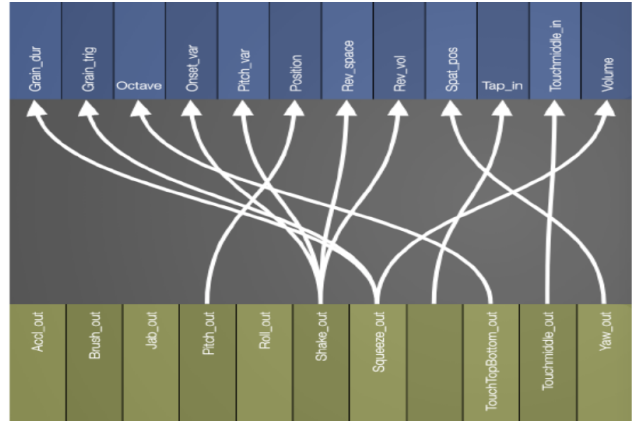 Grain_dur
Grain_trig
Octave
Onset_var
Pitch_var
Position
Rev_space
Rev_vol
Spat_pos
Tap_in
Touchmiddle_in
Volume
Accl_out
Brush_out
Jab_out
Pitch_out
Roll_out
Shake_out
Squeeze_out
TouchTopBottom_out
Touchmiddle_out
Yaw_out